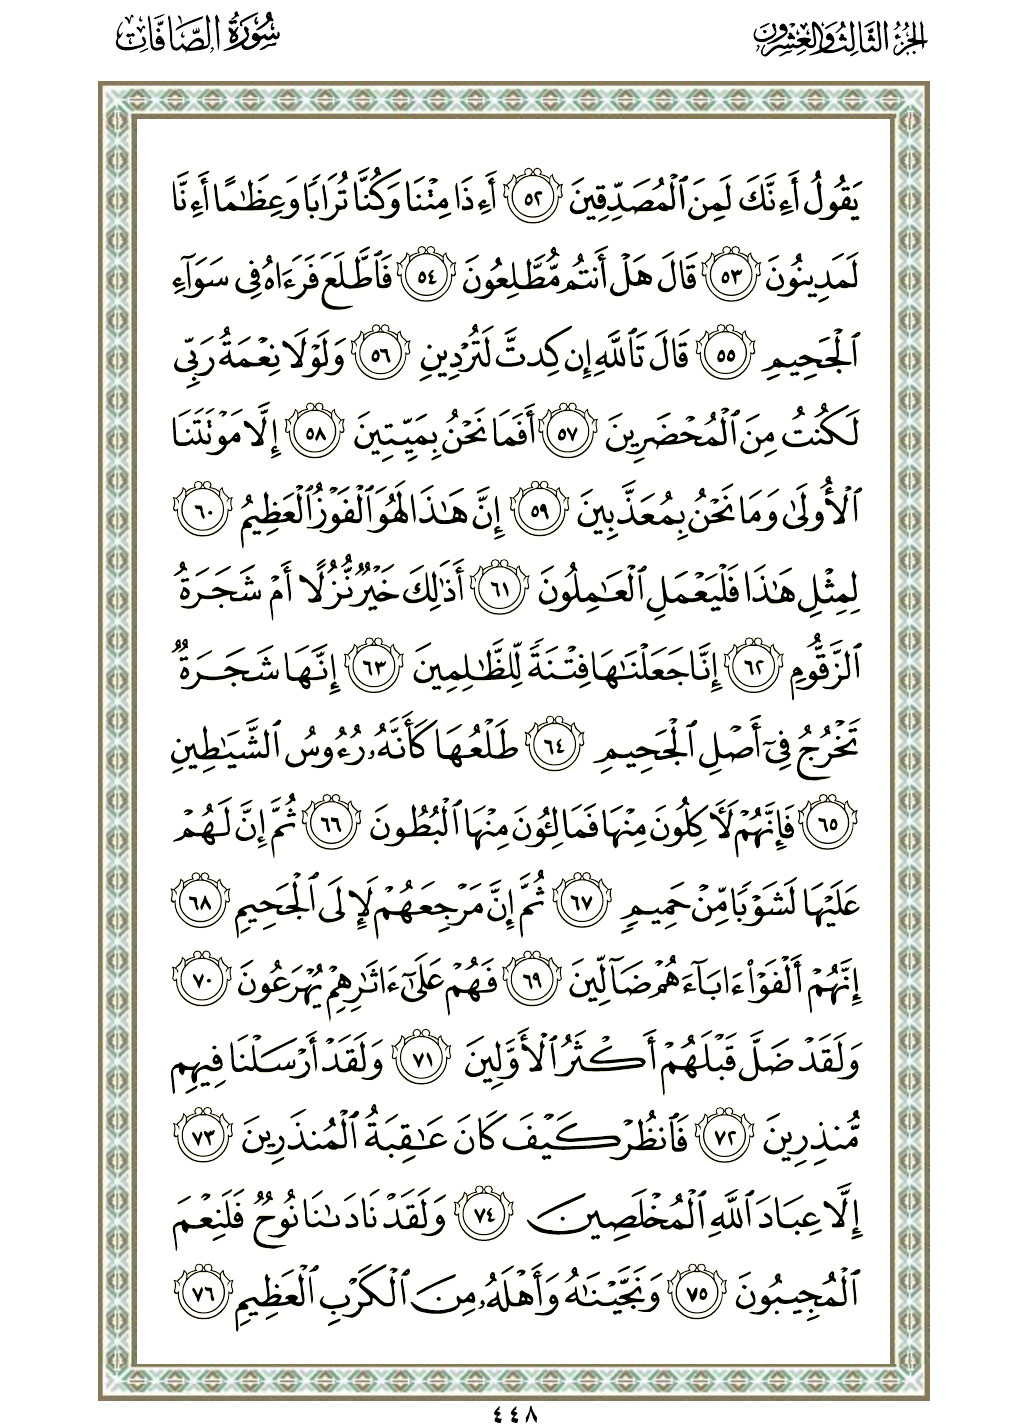 الجزء الثالث والعشرون
سورة الصافات
يَقُولُ أَءِنَّكَ لَمِنَ ٱلْمُصَدِّقِينَ ٥٢ أَءِذَا مِتْنَا وَكُنَّا تُرَابًا وَعِظَٰمًا أَءِنَّا
لَمَدِينُونَ ٥٣ قَالَ هَلْ أَنتُم مُّطَّلِعُونَ ٥٤ فَٱطَّلَعَ فَرَءَاهُ فِى سَوَآءِ
ٱلْجَحِيمِ ٥٥ قَالَ تَٱللَّهِ إِن كِدتَّ لَتُرْدِينِ ٥٦ وَلَوْلَا نِعْمَةُ رَبِّى
لَكُنتُ مِنَ ٱلْمُحْضَرِينَ ٥٧ أَفَمَا نَحْنُ بِمَيِّتِينَ ٥٨ إِلَّا مَوْتَتَنَا
ٱلْأُولَىٰ وَمَا نَحْنُ بِمُعَذَّبِينَ ٥٩ إِنَّ هَٰذَا لَهُوَ ٱلْفَوْزُ ٱلْعَظِيمُ ٦٠
لِمِثْلِ هَٰذَا فَلْيَعْمَلِ ٱلْعَٰمِلُونَ ٦١ أَذَٰلِكَ خَيْرٌ نُّزُلًا أَمْ شَجَرَةُ
ٱلزَّقُّومِ ٦٢ إِنَّا جَعَلْنَٰهَا فِتْنَةً لِّلظَّٰلِمِينَ ٦٣ إِنَّهَا شَجَرَةٌ
تَخْرُجُ فِىٓ أَصْلِ ٱلْجَحِيمِ ٦٤ طَلْعُهَا كَأَنَّهُۥ رُءُوسُ ٱلشَّيَٰطِينِ
٦٥ فَإِنَّهُمْ لَءَاكِلُونَ مِنْهَا فَمَالِـُٔونَ مِنْهَا ٱلْبُطُونَ ٦٦ ثُمَّ إِنَّ لَهُمْ
عَلَيْهَا لَشَوْبًا مِّنْ حَمِيمٍ ٦٧ ثُمَّ إِنَّ مَرْجِعَهُمْ لَإِلَى ٱلْجَحِيمِ ٦٨
إِنَّهُمْ أَلْفَوْا۟ ءَابَآءَهُمْ ضَآلِّينَ ٦٩ فَهُمْ عَلَىٰٓ ءَاثَٰرِهِمْ يُهْرَعُونَ ٧٠
وَلَقَدْ ضَلَّ قَبْلَهُمْ أَكْثَرُ ٱلْأَوَّلِينَ ٧١ وَلَقَدْ أَرْسَلْنَا فِيهِم
مُّنذِرِينَ ٧٢ فَٱنظُرْ كَيْفَ كَانَ عَٰقِبَةُ ٱلْمُنذَرِينَ ٧٣
إِلَّا عِبَادَ ٱللَّهِ ٱلْمُخْلَصِينَ ٧٤ وَلَقَدْ نَادَىٰنَا نُوحٌ فَلَنِعْمَ
ٱلْمُجِيبُونَ ٧٥ وَنَجَّيْنَٰهُ وَأَهْلَهُۥ مِنَ ٱلْكَرْبِ ٱلْعَظِيمِ ٧٦
٤٤٨